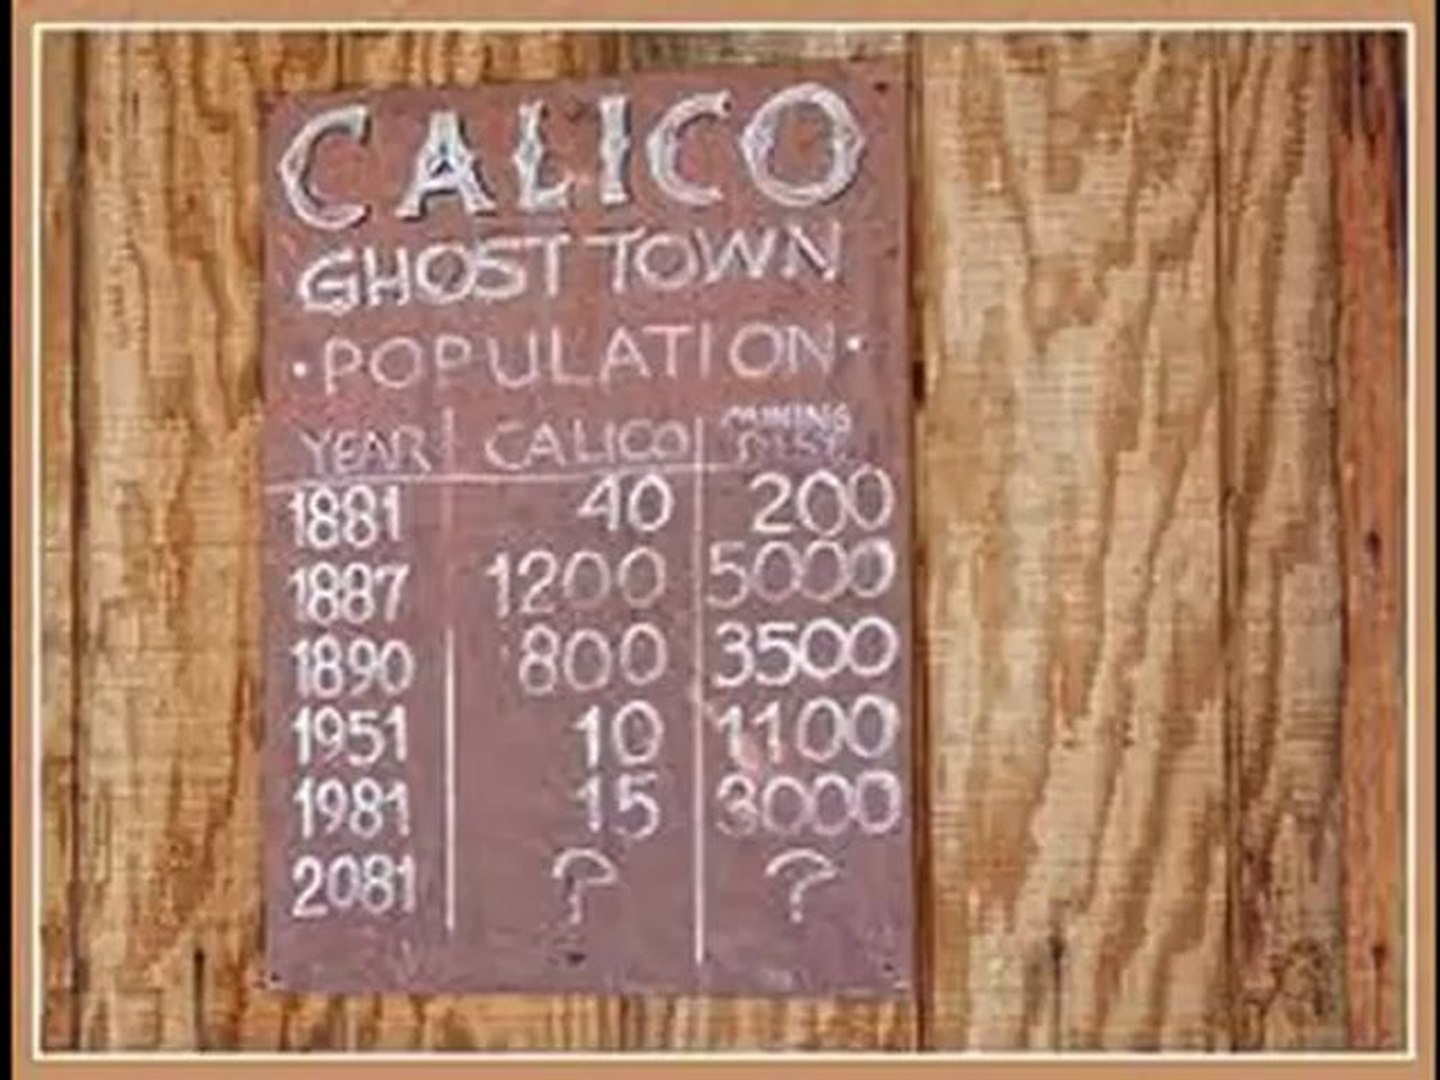 CALICO
GHOST TOWN
•POPULATION•
YEAR CALICO MINING DIST.
1881 40 200
1887 1200 5000
1890 800 3500
1951 10 1100
1981 15 3000
2081 ? ?